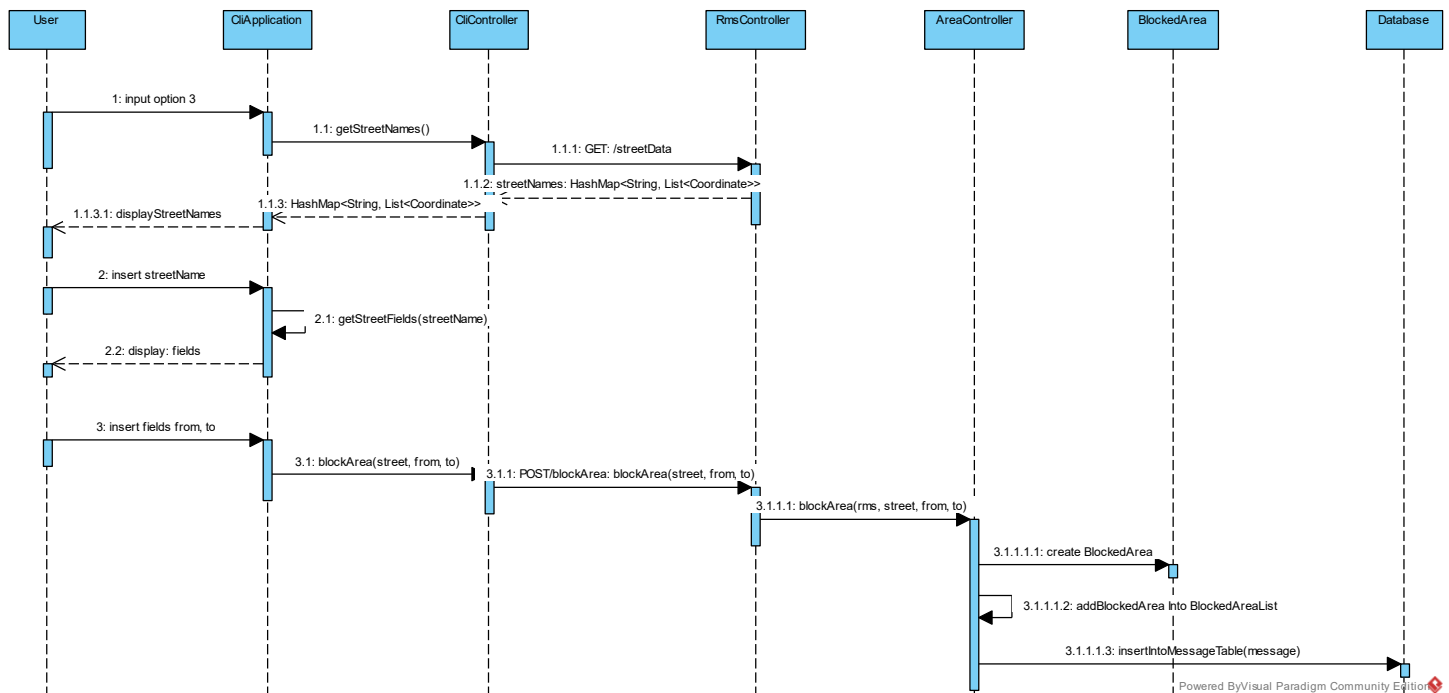 User
CliApplication
CliController
RmsController
AreaController
BlockedArea
Database
1: input option 3
1.1: getStreetNames()
1.1.1: GET: /streetData
1.1.2: streetNames: HashMap<String, List<Coordinate>>
1.1.3: HashMap<String, List<Coordinate>>
1.1.3.1: displayStreetNames
2: insert streetName
2.1: getStreetFields(streetName)
2.2: display: fields
3: insert fields from, to
3.1: blockArea(street, from, to)
3.1.1: POST/blockArea: blockArea(street, from, to)
3.1.1.1: blockArea(rms, street, from, to)
3.1.1.1.1: create BlockedArea
3.1.1.1.2: addBlockedArea Into BlockedAreaList
3.1.1.1.3: insertIntoMessageTable(message)
Powered ByVisual Paradigm Community Edition